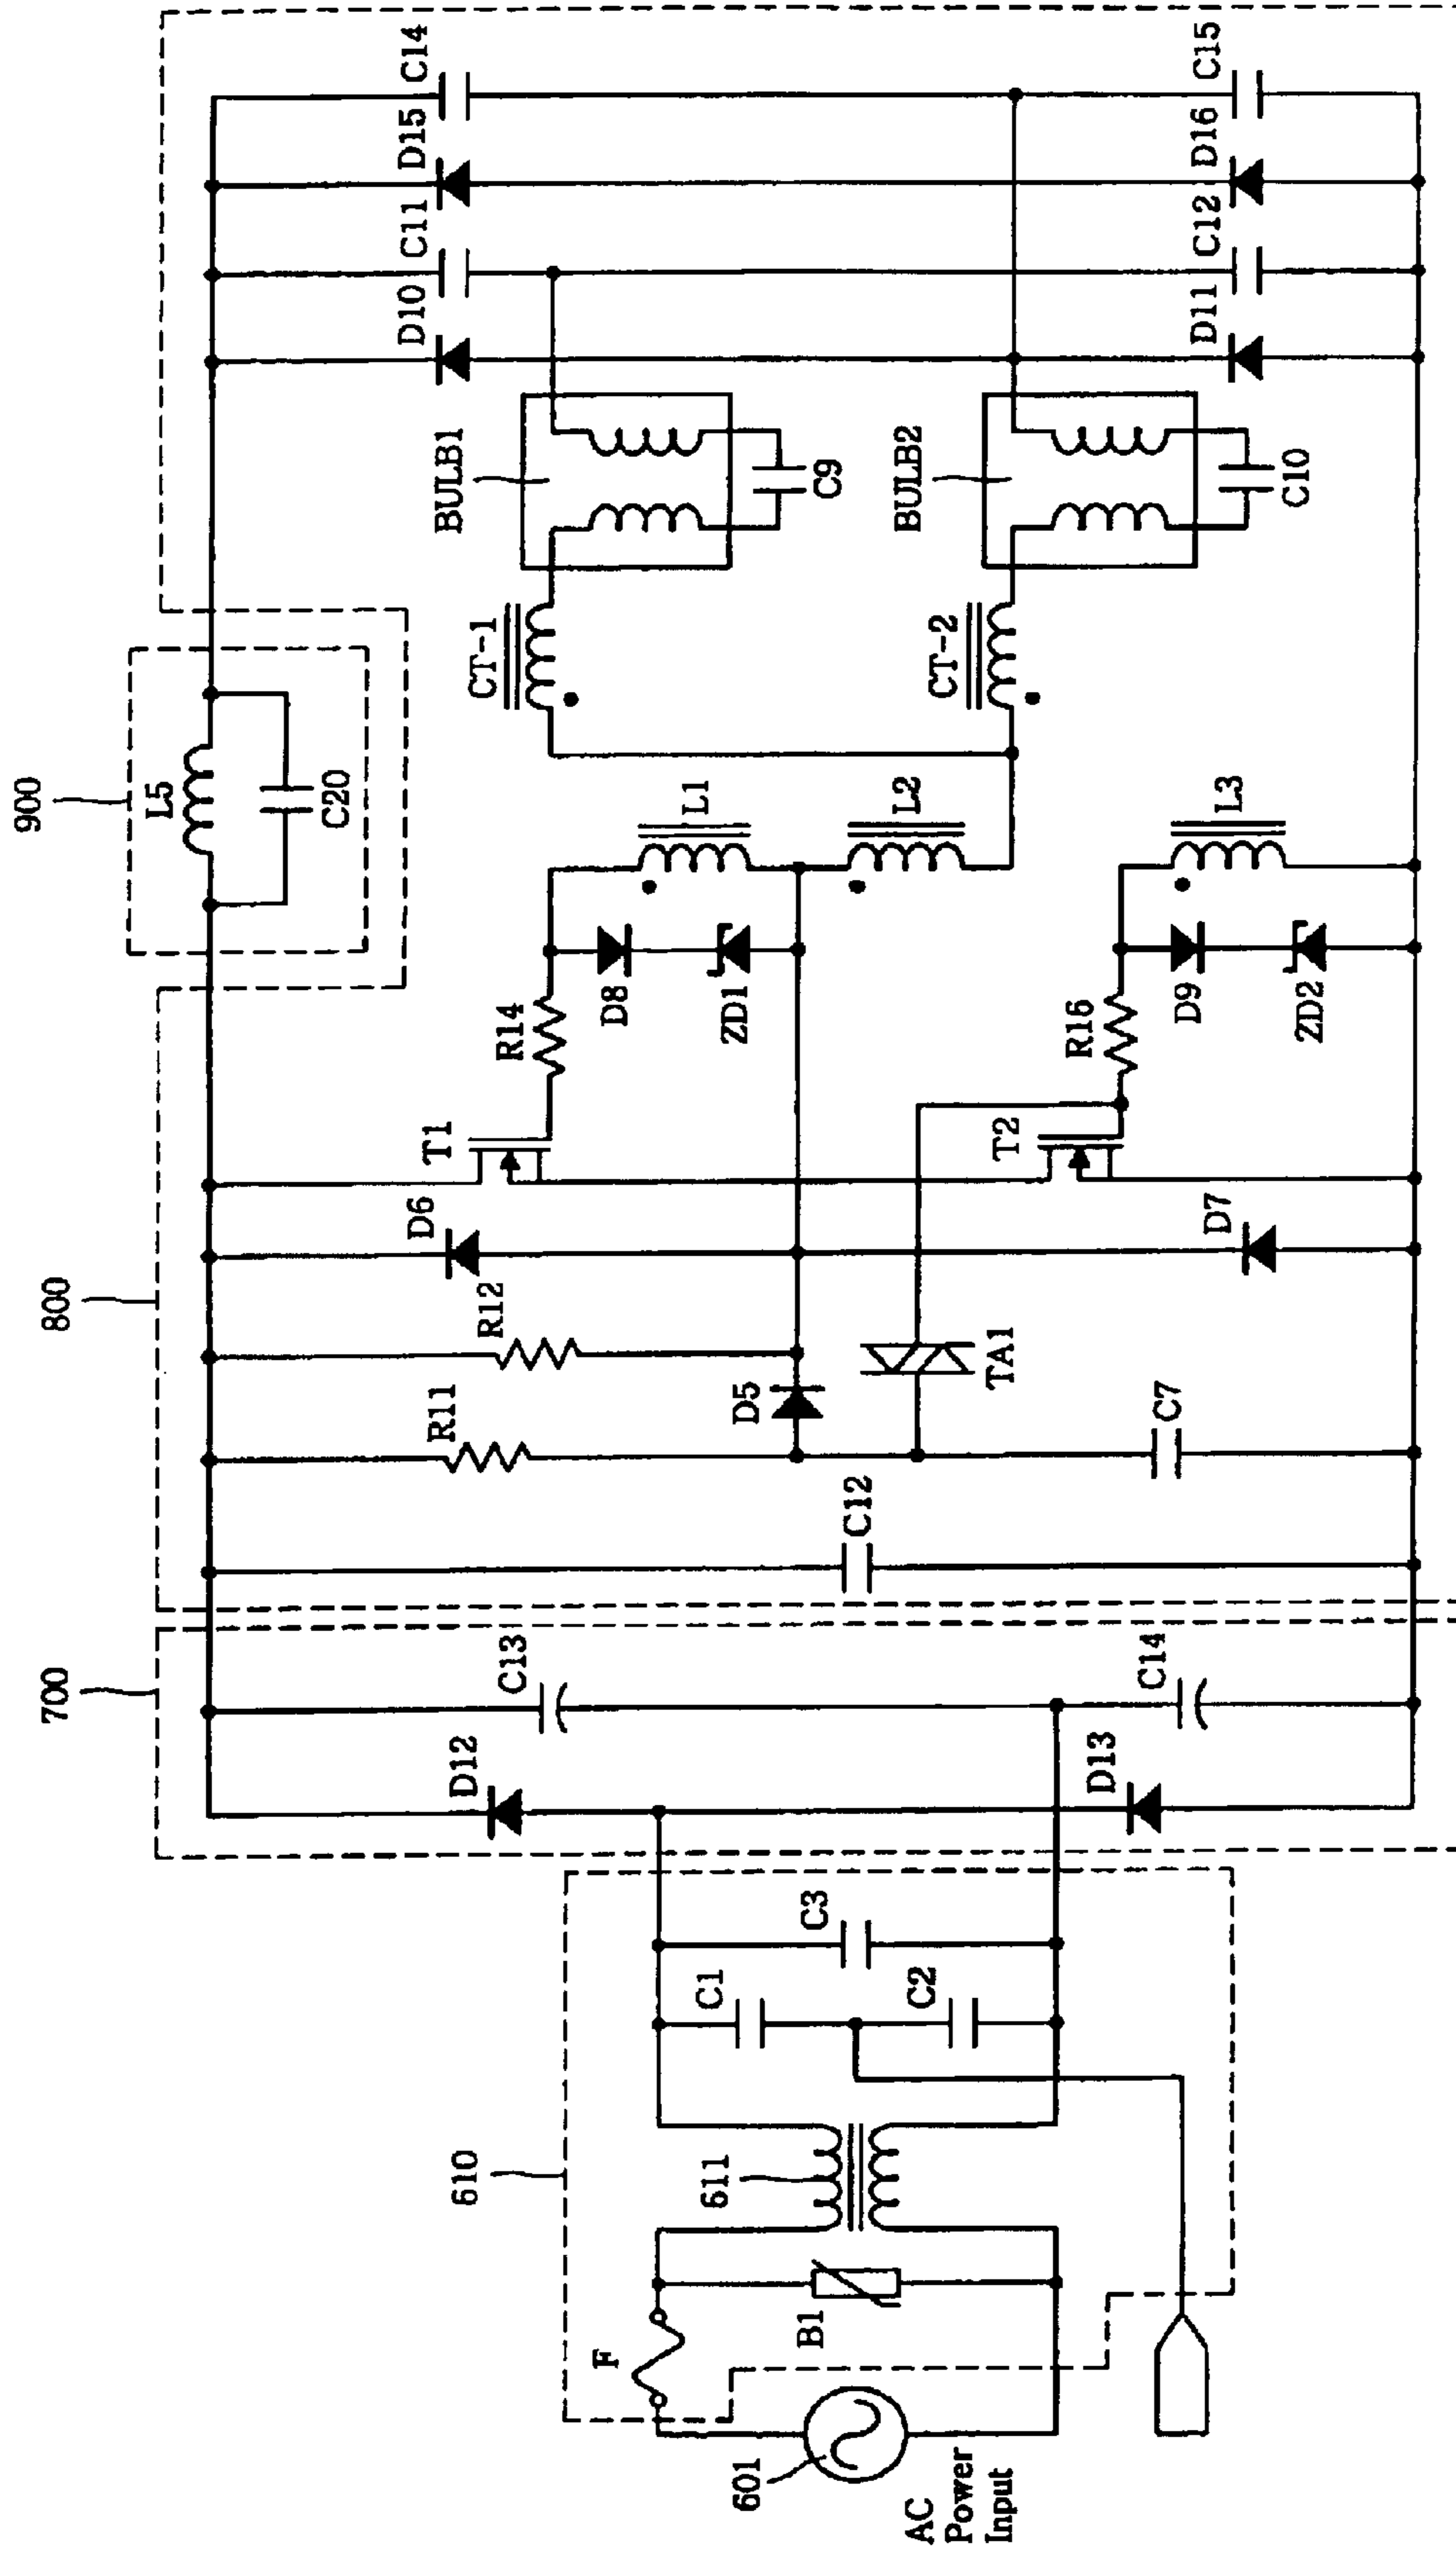 601
AC
Power
Input
F
B1
610
611
C1
C2
C3
700
D12
D13
C13
C14
800
C12
R11
C7
R12
D5
TA1
D6
D7
T1
T2
R14
R16
D8
ZD1
D9
ZD2
L1
L2
L3
900
L5
C20
CT-1
CT-2
BULB1
BULB2
C9
C10
D10
D11
C11
C12
D15
D16
C14
C15